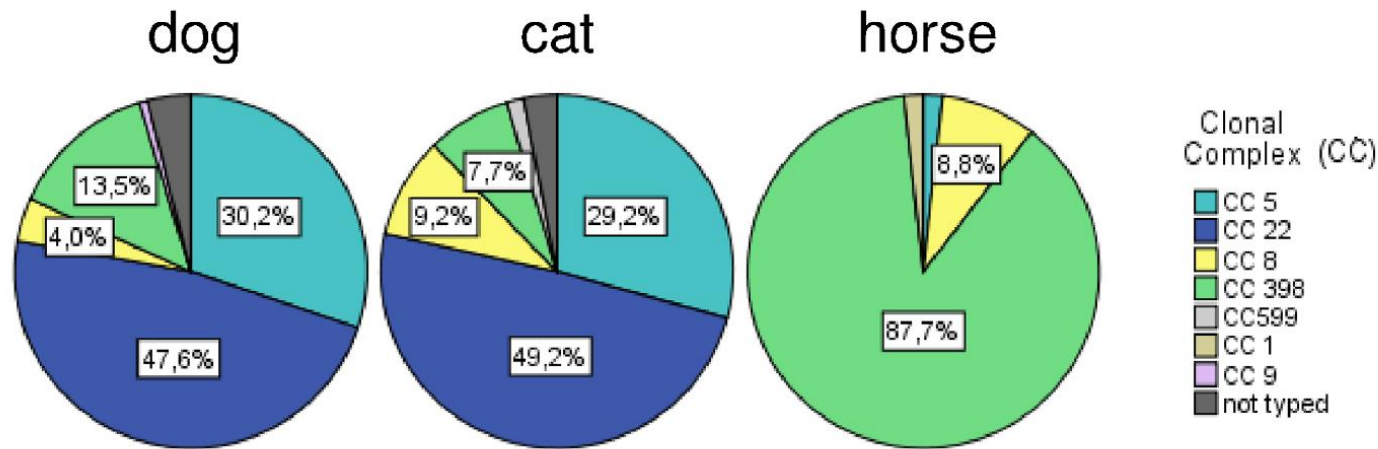 dog
cat
horse
30,2%
47,6%
4,0%
13,5%
29,2%
49,2%
9,2%
7,7%
8,8%
87,7%
Clonal
Complex (CC)
CC 5
CC 22
CC 8
CC 398
CC599
CC 1
CC 9
not typed